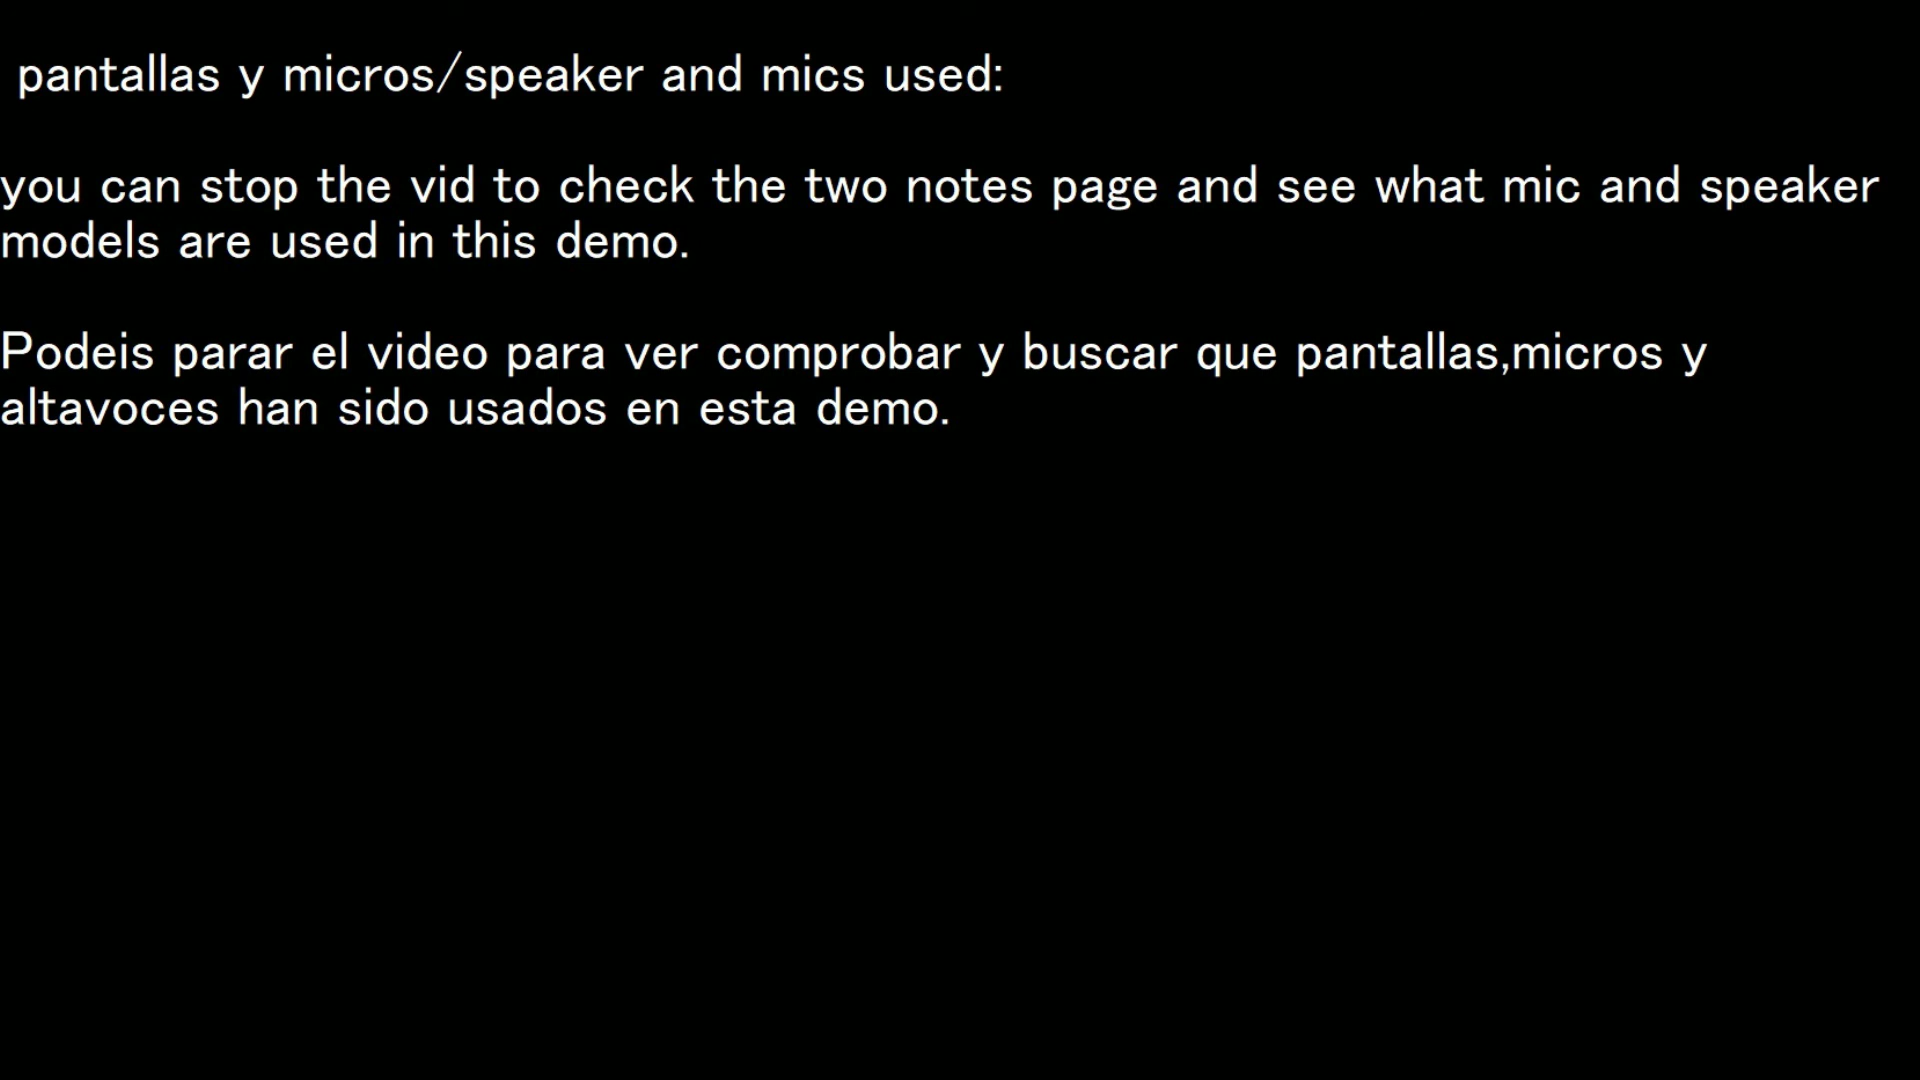 pantallas y micros/speaker and mics used:
you can stop the vid to check the two notes page and see what mic and speaker
models are used in this demo.
Podeis parar el video para ver comprobar y buscar que pantallas,micros y
altavoces han sido usados en esta demo.